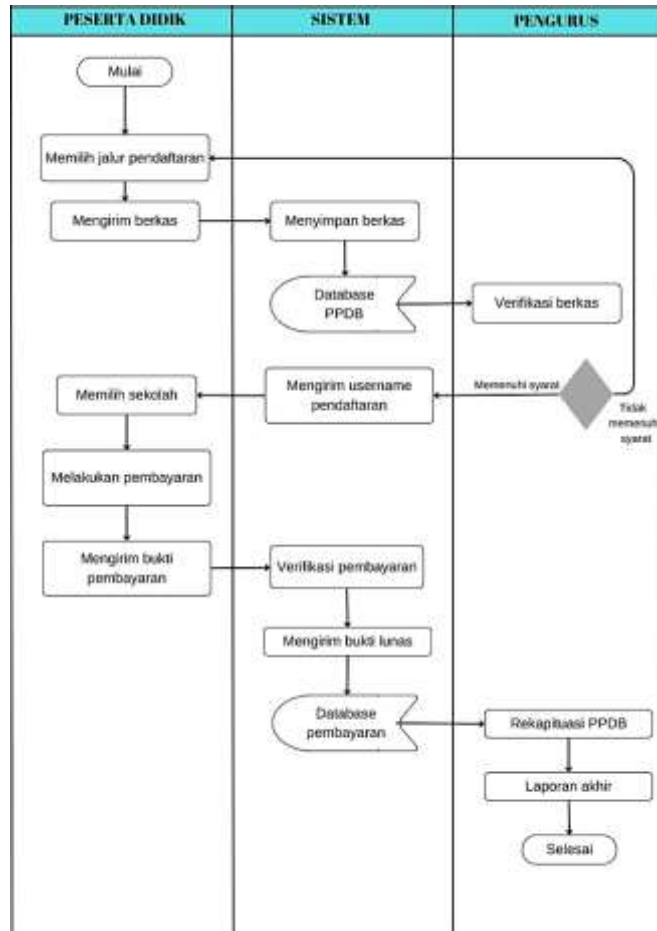 PESERTA DIDIK
SISTEM
PENGURUS
Mulai
Memilih jalur pendaftaran
Mengirim berkas
Menyimpan berkas
Database
PPDB
Verifikasi berkas
Memilih sekolah
Mengirim username
pendaftaran
Memenuhi syarat
Tidak
memenuhi
syarat
Melakukan pembayaran
Mengirim bukti
pembayaran
Verifikasi pembayaran
Mengirim bukti lunas
Database
pembayaran
Rekapituasi PPDB
Laporan akhir
Selesai